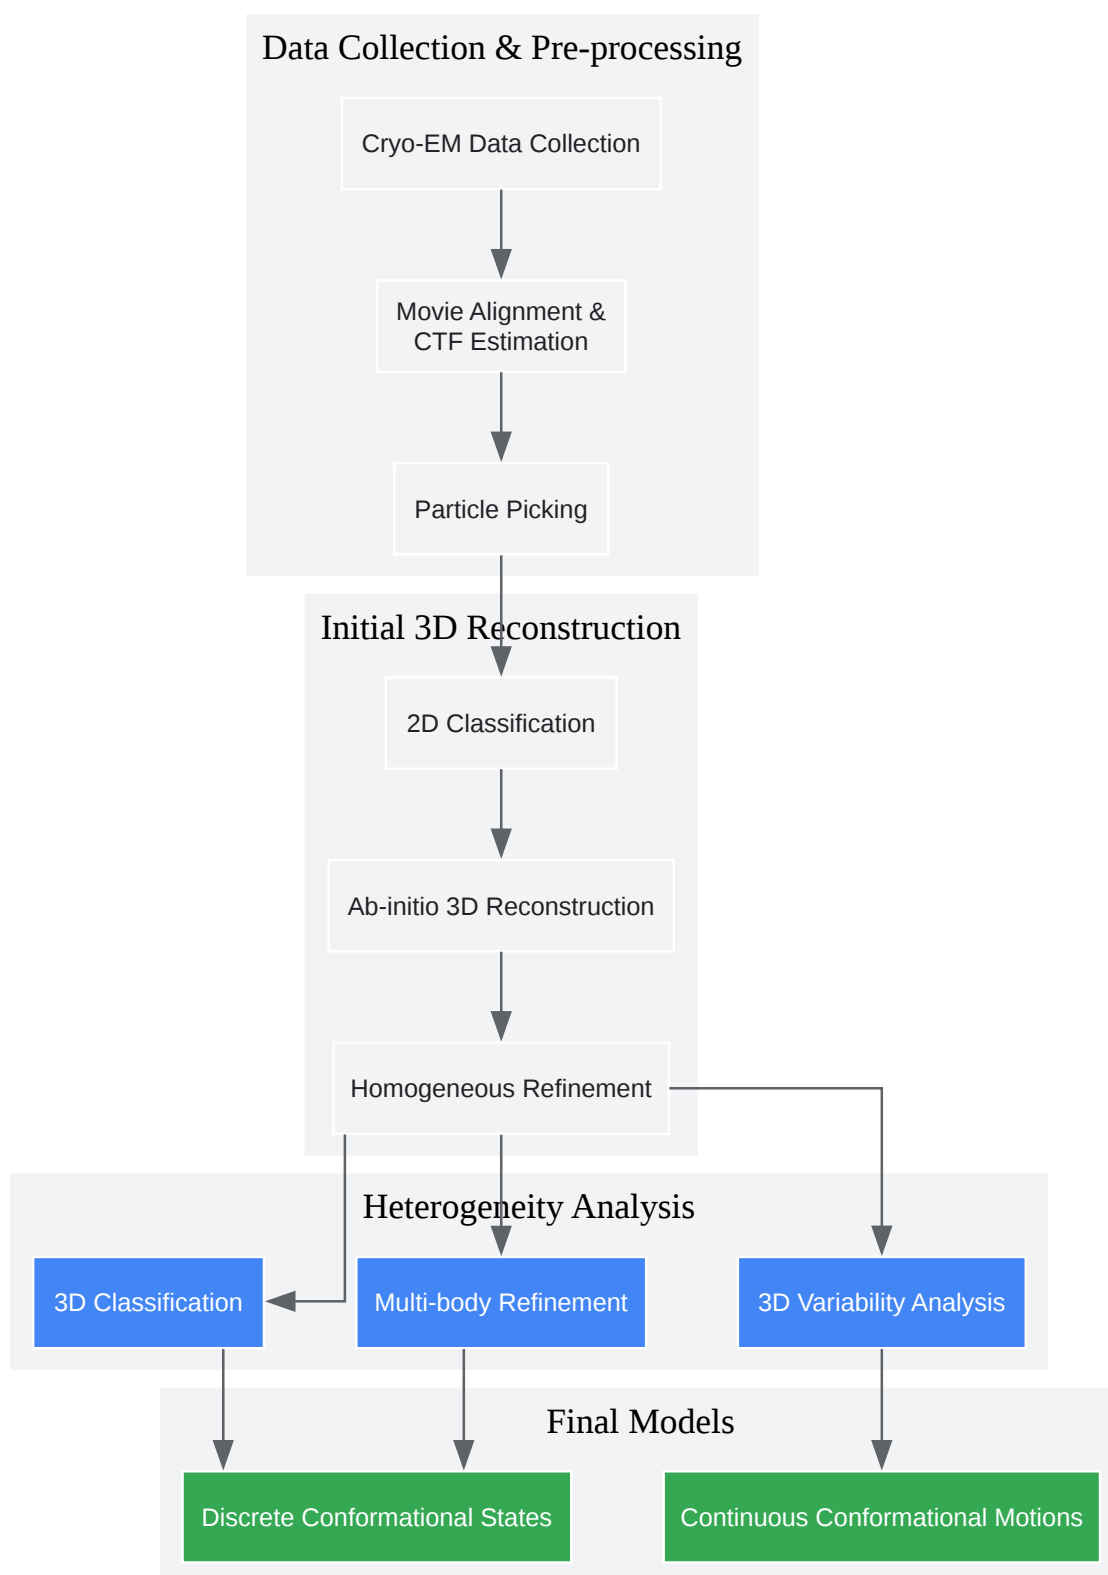 Data Collection & Pre-processing
Cryo-EM Data Collection
Movie Alignment &
CTF Estimation
Particle Picking
Initial 3D Reconstruction
2D Classification
Ab-initio 3D Reconstruction
Homogeneous Refinement
Heterogeneity Analysis
3D Classification
Multi-body Refinement
3D Variability Analysis
Final Models
Discrete Conformational States
Continuous Conformational Motions